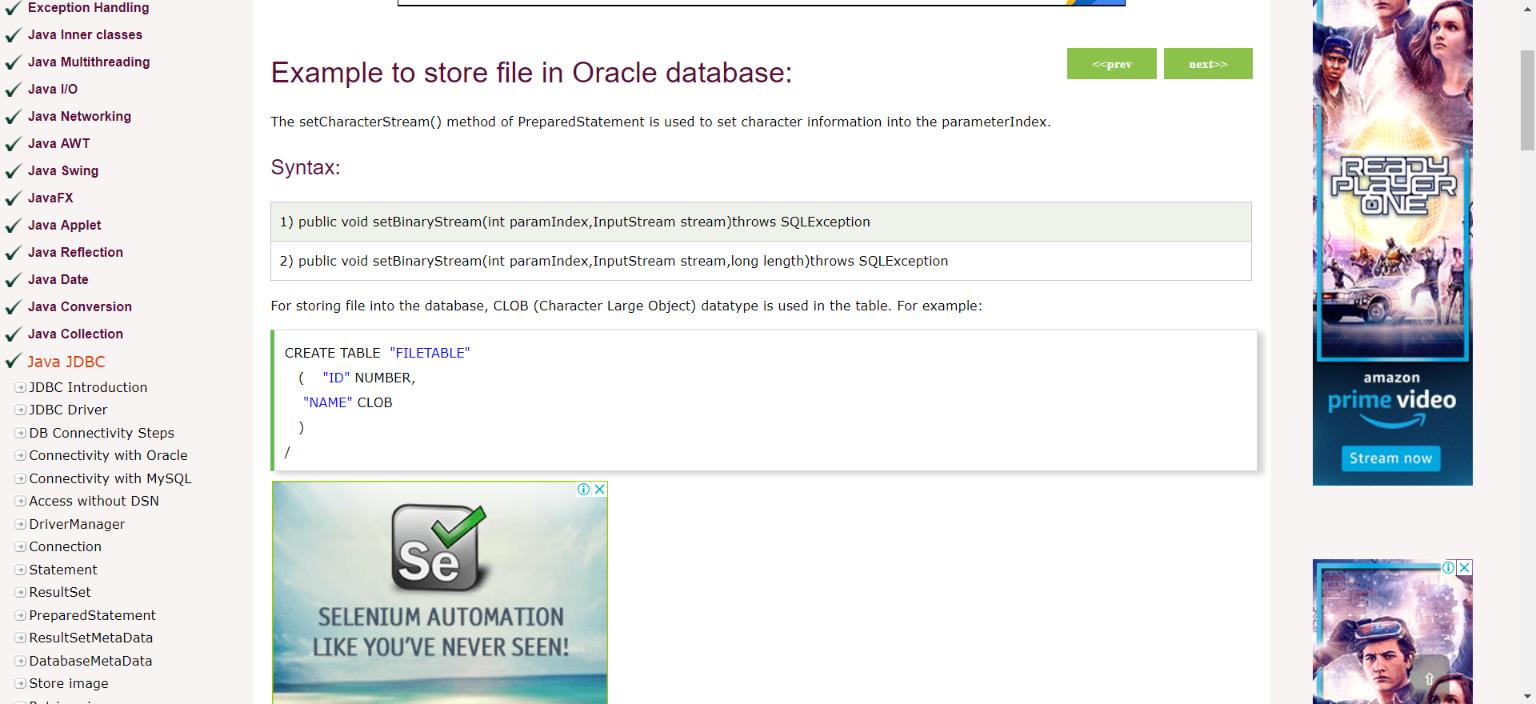 Exception Handling
Java Inner classes
Java Multithreading
Java I/O
Java Networking
Java AWT
Java Swing
JavaFX
Java Applet
Java Reflection
Java Date
Java Conversion
Java Collection
Java JDBC
JDBC Introduction
JDBC Driver
DB Connectivity Steps
Connectivity with Oracle
Connectivity with MySQL
Access without DSN
DriverManager
Connection
Statement
ResultSet
PreparedStatement
ResultSetMetaData
DatabaseMetaData
Store image
<<prev
next>>
Example to store file in Oracle database:
The setCharacterStream() method of PreparedStatement is used to set character information into the parameterIndex.
Syntax:
1) public void setBinaryStream(int paramIndex,InputStream stream)throws SQLException
2) public void setBinaryStream(int paramIndex,InputStream stream,long length)throws SQLException
For storing file into the database, CLOB (Character Large Object) datatype is used in the table. For example:
CREATE TABLE  "FILETABLE"
(    "ID" NUMBER,
"NAME" CLOB
)
/
Se
SELENIUM AUTOMATION
LIKE YOU'VE NEVER SEEN!
READY
PLAYER
ONE
amazon
prime video
Stream now